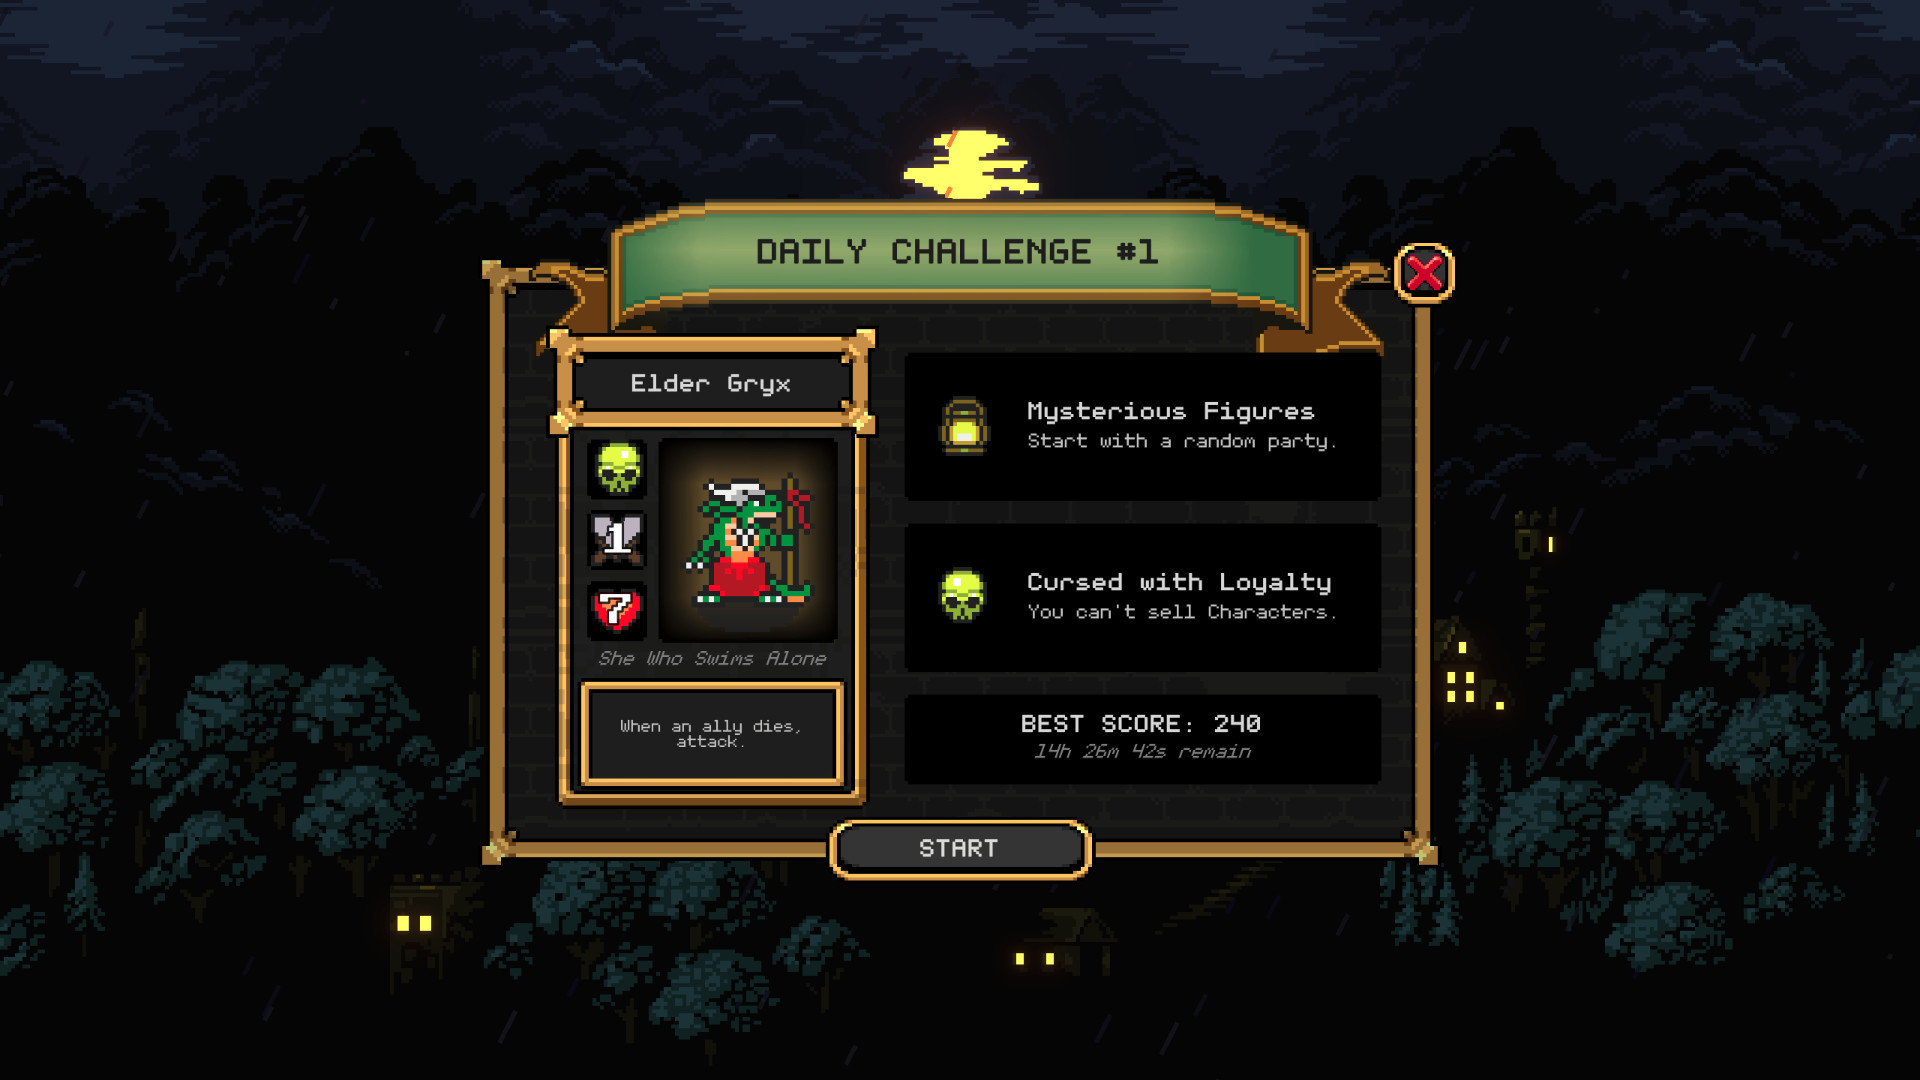 DAILY CHALLENGE #1
Elder Gryx
1
7
She Who Swims Alone
When an ally dies,
attack.
Mysterious Figures
Start with a random party.
Cursed with Loyalty
You can't sell Characters.
BEST SCORE: 240
14h 26m 42s remain
START